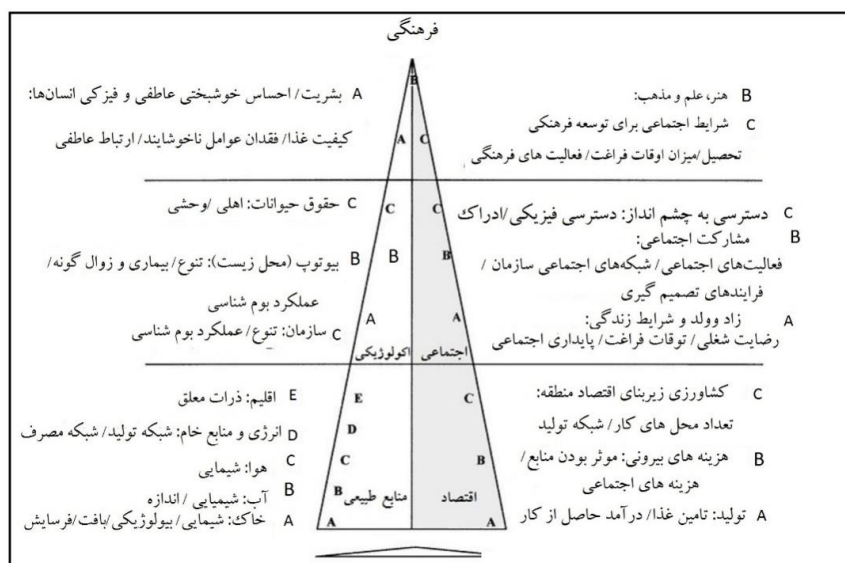 فرهنگی
B
B هنر، علم و مذهب:
C شرایط اجتماعی برای توسعه فرهنکی
تحصیل/میزان اوقات فراغت/ فعالیت های فرهنگی
A بشریت/ احساس خوشبختی عاطفی و فیزکی انسان‌ها:
کیفیت غذا/ فقدان عوامل ناخوشایند/ ارتباط عاطفی
C
A
C دسترسی به چشم انداز: دسترسی فیزیکی/ادراک
B مشارکت اجتماعی:
فعالیت‌های اجتماعی/ شبکه‌های اجتماعی سازمان /
فرایندهای تصمیم گیری
A زاد وولد و شرایط زندگی:
رضایت شغلی/ توقات فراغت/ پایداری اجتماعی
C
B
A
اجتماعی
C حقوق حیوانات: اهلی /وحشی
B بیوتوپ (محل زیست): تنوع/ بیماری و زوال گونه/
عملکرد بوم شناسی
C سازمان: تنوع/ عملکرد بوم شناسی
C
B
A
اکولوژیکی
C کشاورزی زیربنای اقتصاد منطقه:
تعداد محل های کار/ شبکه تولید
B هزینه های بیرونی: موثر بودن منابع/
هزینه های اجتماعی
A تولید: تامین غذا/ درآمد حاصل از کار
C
B
اقتصاد
A
E اقلیم: ذرات معلق
D انرژی و منابع خام: شبکه تولید/ شبکه مصرف
C هوا: شیمایی
B آب: شیمیایی / اندازه
A خاک: شیمایی/ بیولوژیکی/بافت/فرسایش
E
D
C
B
منابع طبیعی
A